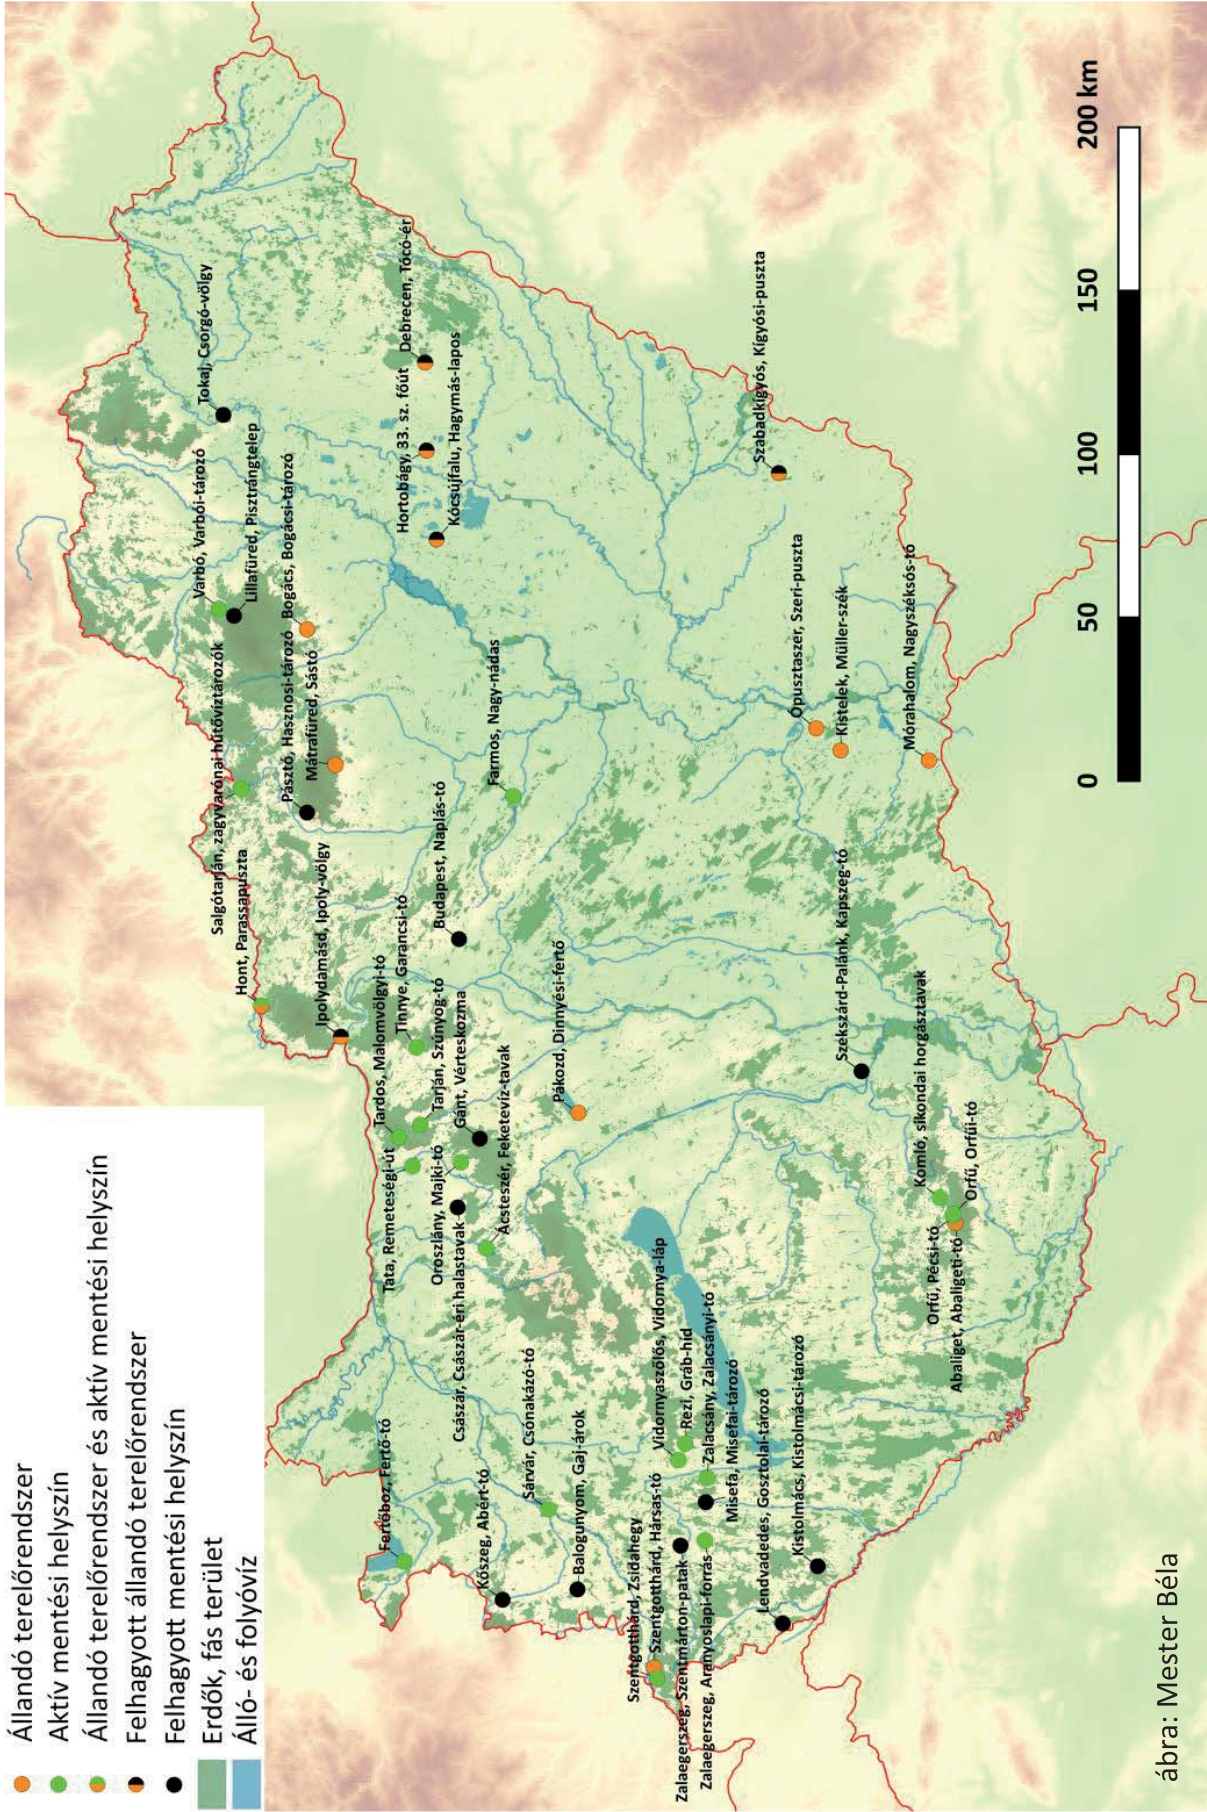 Állandó terelőrendszer
Aktív mentési helyszín
Állandó terelőrendszer és aktív mentési helyszín
Felhagyott állandó terelőrendszer
Felhagyott mentési helyszín
Erdők, fás terület
Álló- és folyóvíz
Tokaj, Csorgó-völgy
Varbó, Varbói-tározó
Lillafüred, Pisztrángtelep
Bogács, Bogácsi-tározó
Salgótarján, zagyvarónai hűtővíztározók
Pásztó, Hasznosi-tározó
Mátrafüred, Sástó
Hont, Parassapuszta
Ipolydamásd, Ipoly-völgy
Debrecen, Tócó-ér
Hortobágy, 33. sz. főút
Kócsújfalu, Hagymás-lapos
Farmos, Nagy-nádas
Budapest, Naplás-tó
Tinnye, Garancsi-tó
Tardos, Malomvölgyi-tó
Tarján, Szúnyog-tó
Gánt, Vérteskozma
Tata, Remeteségi-út
Oroszlány, Majki-tó
Császár, Császár-éri halastavak
Ácsteszér, Feketevíz-tavak
Pákozd, Dinnyési-fertő
Fertőboz, Fertő-tó
Kőszeg, Abért-tó
Sárvár, Csónakázó-tó
Balogunyom, Gaj-árok
Szentgotthárd, Zsidahegy
Szentgotthárd, Hársas-tó
Vidornyaszőlős, Vidornya-láp
Rezi, Gráb-híd
Zalacsány, Zalacsányi-tó
Misefa, Misefai-tározó
Zalaegerszeg, Szentmárton-patak
Zalaegerszeg, Aranyoslapi-forrás
Lendvadedes, Gosztolai-tározó
Kistolmács, Kistolmácsi-tározó
Szabadkígyós, Kígyósi-puszta
Ópusztaszer, Szeri-puszta
Kistelek, Müller-szék
Mórahalom, Nagyszéksós-tó
Szekszárd-Palánk, Kapszeg-tó
Komló, sikondai horgásztavak
Orfű, Orfűi-tó
Orfű, Pécsi-tó
Abaliget, Abaligeti-tó
0 50 100 150 200 km
ábra: Mester Béla